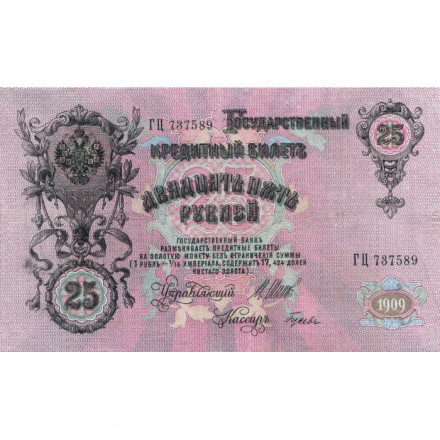 ГЦ 737589 Государственный 25
Кредитный Билетъ
Двадцать пять
Рублей
Государственный Банкъ
размѣниваетъ кредитные билеты
на золотую монету безъ ограниченія суммы
(1 рубль = 1/15 имперіала, содержитъ 17,424 долей
чистаго золота).
ГЦ 737589
25 Управляющій
1909
Кассиръ